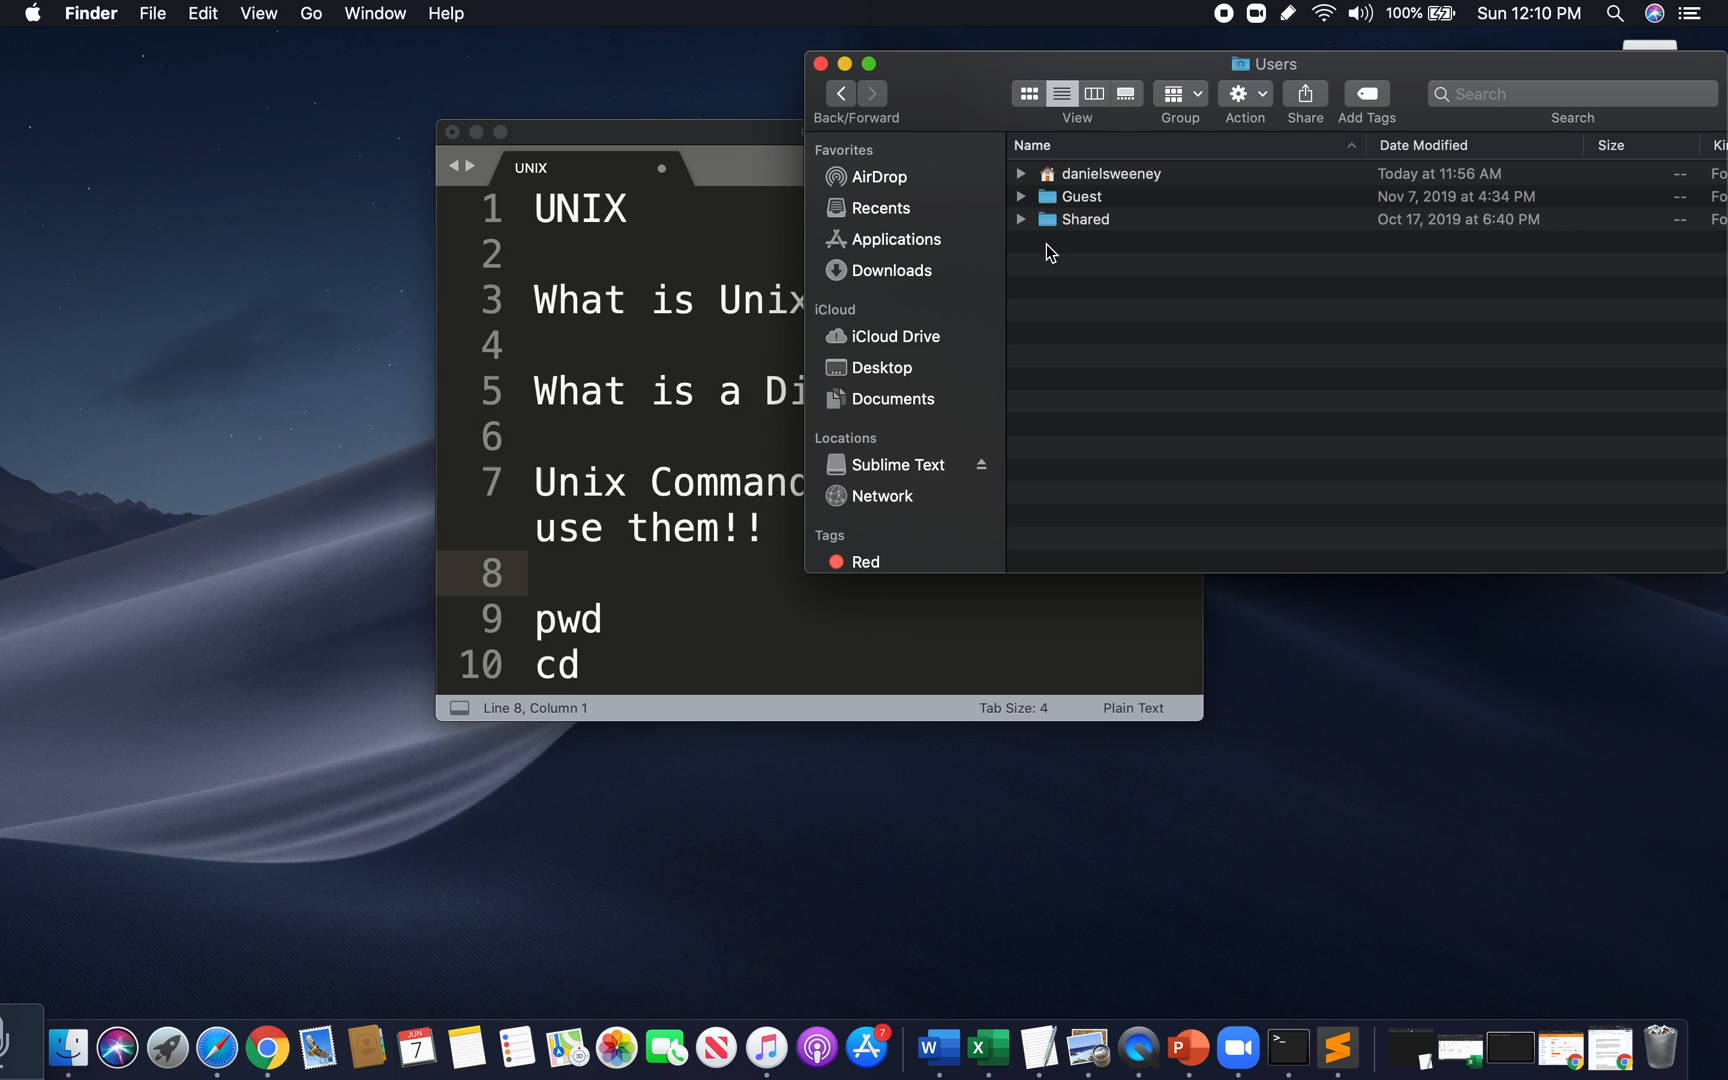 Finder File Edit View Go Window Help 100% Sun 12:10 PM
Users
Back/Forward View Group Action Share Add Tags Search
Search
Favorites
AirDrop
Recents
Applications
Downloads
iCloud
iCloud Drive
Desktop
Documents
Locations
Sublime Text
Network
Tags
Red
Name Date Modified Size Ki
danielsweeney Today at 11:56 AM -- Fo
Guest Nov 7, 2019 at 4:34 PM -- Fo
Shared Oct 17, 2019 at 6:40 PM -- Fo
UNIX
1 UNIX
2
3 What is Unix
4
5 What is a Di
6
7 Unix Command
use them!!
8
9 pwd
10 cd
Line 8, Column 1 Tab Size: 4 Plain Text
JUN
7
3D
7
W
X
P
>_